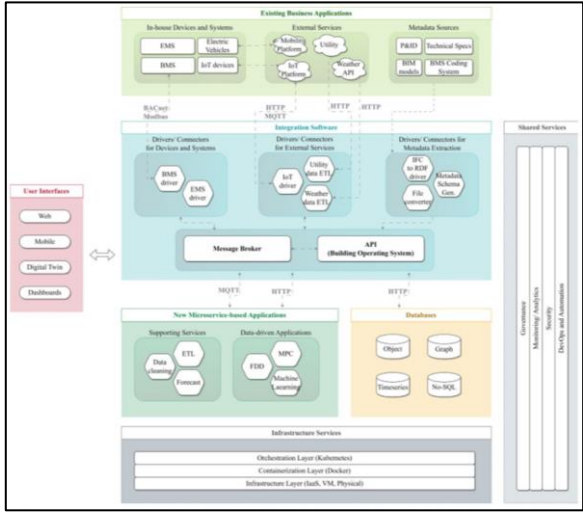 Existing Business Applications
In-house Devices and Systems
External Services
Metadata Sources
EMS
Electric
Vehicles
BMS
IoT devices
Mobility
Platform
Utility
IoT
Platform
Weather
API
P&ID
Technical Specs
BIM
models
BMS Coding
System
BACnet
Modbus
HTTP
MQTT
HTTP
HTTP
Integration Software
Drivers/ Connectors
for Devices and Systems
Drivers/ Connectors
for External Services
Drivers/ Connectors for
Metadata Extraction
BMS
driver
EMS
driver
IoT
driver
Utility
data ETL
Weather
data ETL
IFC
to RDF
driver
Metadata
Schema
Gen.
File
converter
Message Broker
API
(Building Operating System)
MQTT
HTTP
HTTP
User Interfaces
Web
Mobile
Digital Twin
Dashboards
New Microservice-based Applications
Supporting Services
Data-driven Applications
Data
cleaning
ETL
Forecast
FDD
MPC
Machine
Learning
Databases
Object
Graph
Timeseries
No-SQL
Infrastructure Services
Orchestration Layer (Kubernetes)
Containerization Layer (Docker)
Infrastructure Layer (IaaS, VM, Physical)
Shared Services
Governance
Monitoring/ Analytics
Security
DevOps and Automation